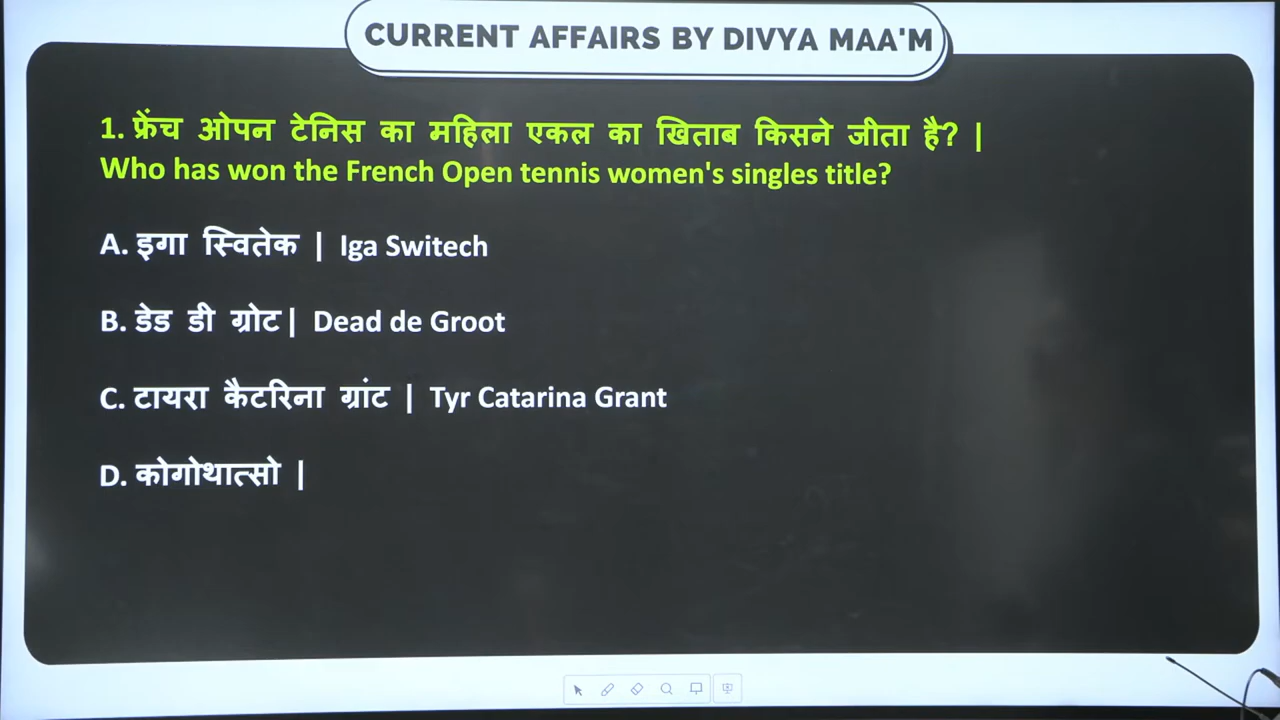 CURRENT AFFAIRS BY DIVYA MAA'M
1. फ्रेंच ओपन टेनिस का महिला एकल का खिताब किसने जीता है? |
Who has won the French Open tennis women's singles title?
A. इगा स्वितेक | Iga Switech
B. डेड डी ग्रोट| Dead de Groot
C. टायरा कैटरिना ग्रांट | Tyr Catarina Grant
D. कोगोथात्सो |